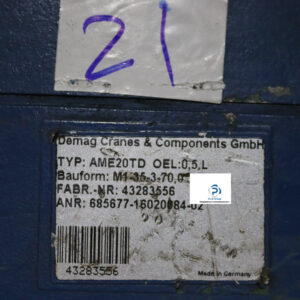 21
Demag Cranes & Components GmbH
TYP: AME20TD OEL:0,5,L
Bauform: M1-35-3-70,0
FABR.-NR: 43283556
ANR: 685677-16020084-02
43283556
Made in Germany